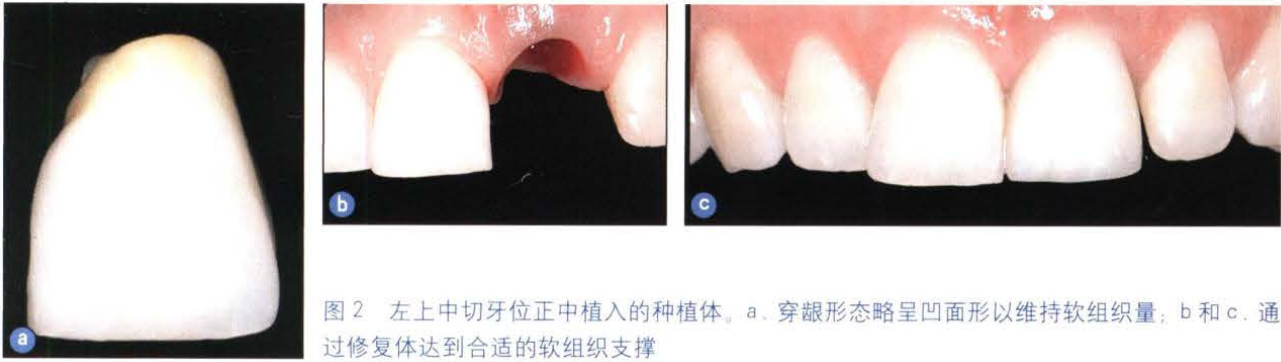 a
b
c
图 2 左上中切牙位正中植入的种植体。a. 穿龈形态略呈凹面形以维持软组织量；b 和 c. 通
过修复体达到合适的软组织支撑